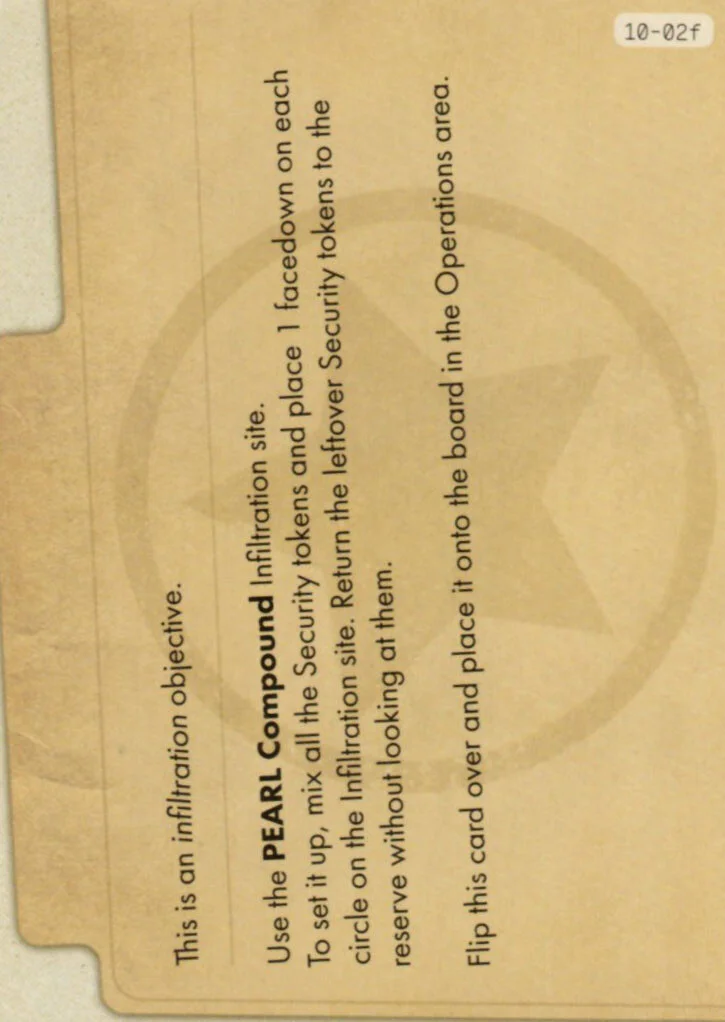 10-02f
This is an infiltration objective.
Use the PEARL Compound Infiltration site.
To set it up, mix all the Security tokens and place 1 facedown on each
circle on the Infiltration site. Return the leftover Security tokens to the
reserve without looking at them.
Flip this card over and place it onto the board in the Operations area.